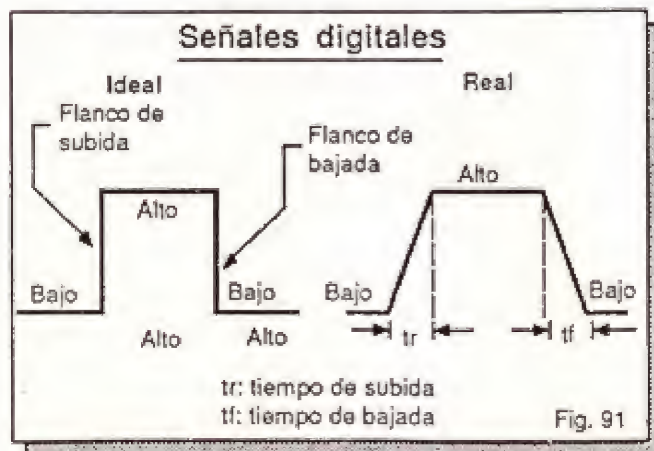 Señales digitales
Ideal
Real
Flanco de
subida
Flanco de
bajada
Alto
Alto
Bajo
Bajo
Bajo
Bajo
Alto
Alto
tr
tf
tr: tiempo de subida
tf: tiempo de bajada
Fig. 91